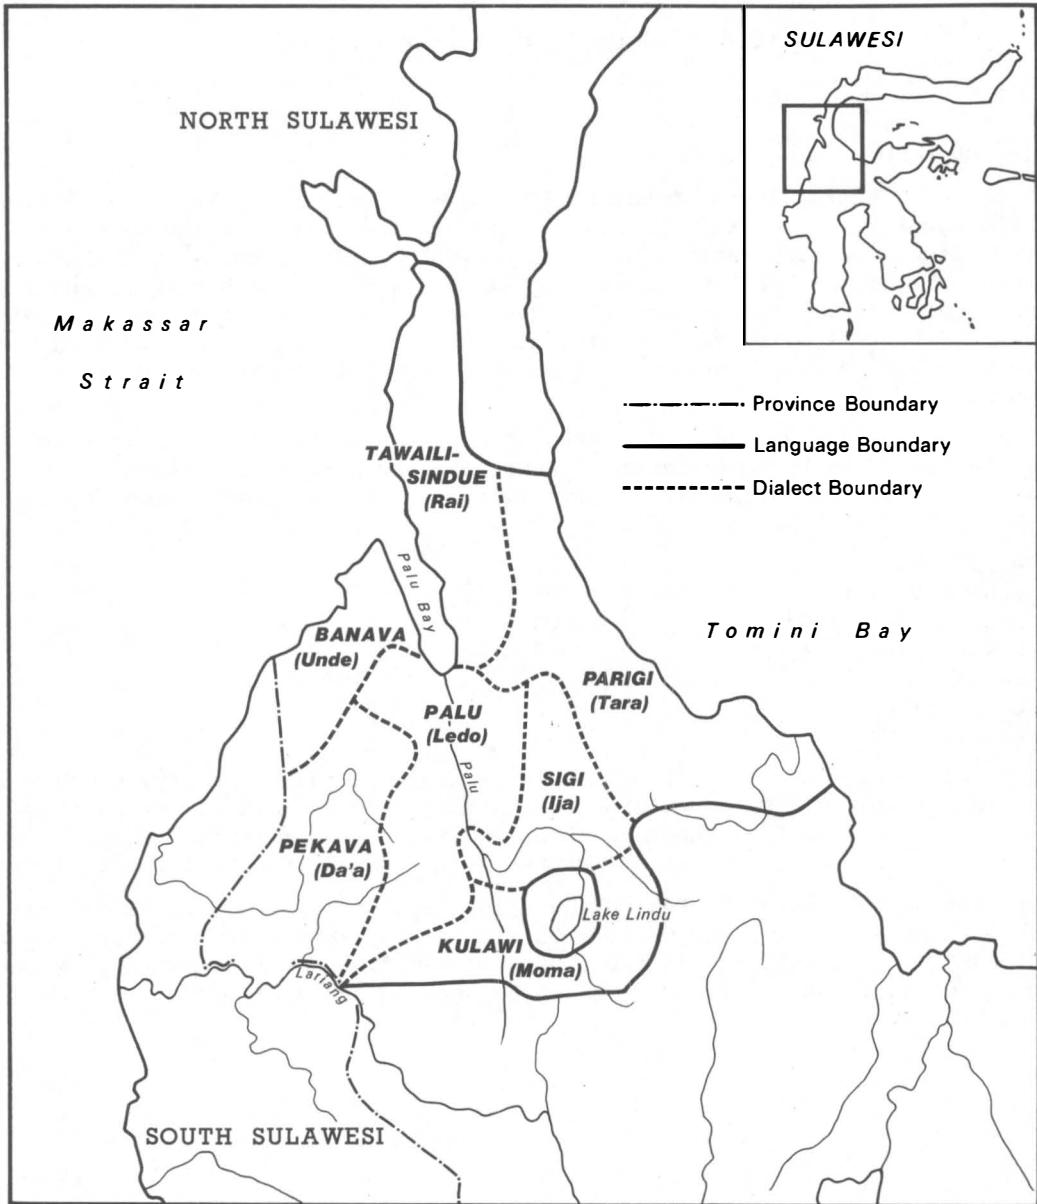 SULAWESI
NORTH SULAWESI
Makassar
Strait
Province Boundary
Language Boundary
Dialect Boundary
TAWAILI-
SINDUE
(Rai)
Palu Bay
Tomini Bay
BANAVA
(Unde)
PARIGI
(Tara)
PALU
(Ledo)
Palu
SIGI
(Ija)
PEKAVA
(Da'a)
Lake Lindu
KULAWI
(Moma)
Lariang
SOUTH SULAWESI